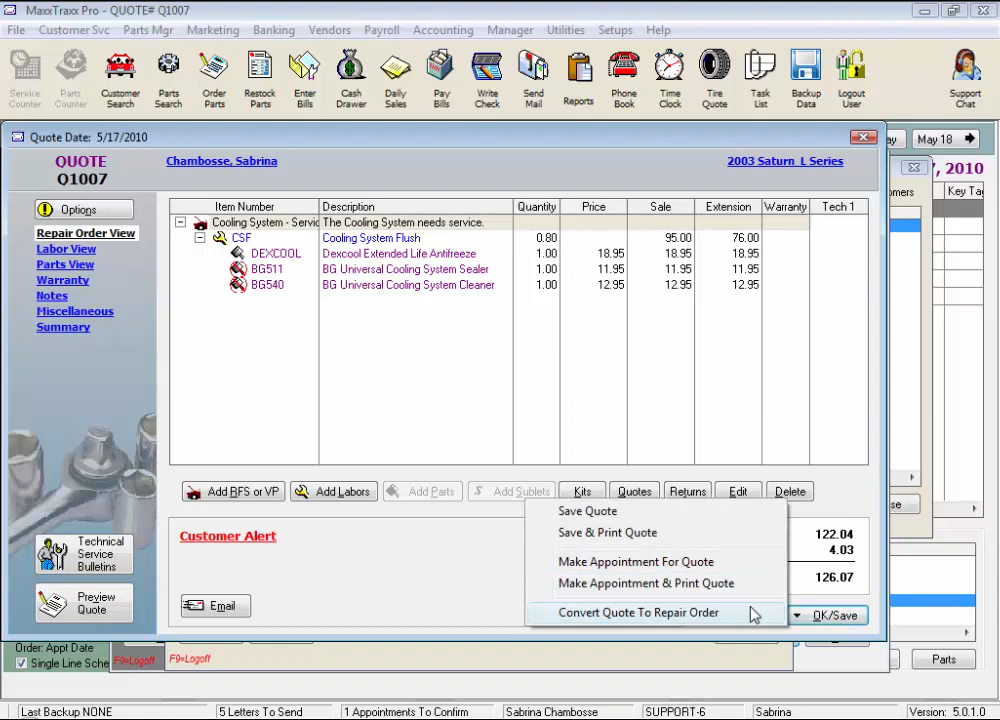 MaxxTraxx Pro - QUOTE# Q1007
File Customer Svc Parts Mgr Marketing Banking Vendors Payroll Accounting Manager Utilities Setups Help
Service Counter Parts Counter Customer Search Parts Search Order Parts Restock Parts Enter Bills Cash Drawer Daily Sales Pay Bills Write Check Send Mail Reports Phone Book Time Clock Tire Quote Task List Backup Data Logout User Support Chat
Quote Date: 5/17/2010
ay May 18
QUOTE
Q1007
Chambosse, Sabrina
2003 Saturn L Series
, 2010
omers Key Ta
Options
Repair Order View
Labor View
Parts View
Warranty
Notes
Miscellaneous
Summary
Item Number Description Quantity Price Sale Extension Warranty Tech 1
Cooling System - Servic The Cooling System needs service.
CSF Cooling System Flush 0.80 95.00 76.00
DEXCOOL Dexcool Extended Life Antifreeze 1.00 18.95 18.95 18.95
BG511 BG Universal Cooling System Sealer 1.00 11.95 11.95 11.95
BG540 BG Universal Cooling System Cleaner 1.00 12.95 12.95 12.95
Add BFS or VP Add Labors Add Parts Add Sublets Kits Quotes Returns Edit Delete
se
Customer Alert
Save Quote
Save & Print Quote
Make Appointment For Quote
Make Appointment & Print Quote
Convert Quote To Repair Order
122.04
4.03
126.07
Technical Service Bulletins
Preview Quote
Email
OK/Save
Order: Appt Date
Single Line Sche
F9=Logoff
F9=Logoff
Parts
Last Backup NONE 5 Letters To Send 1 Appointments To Confirm Sabrina Chambosse SUPPORT-6 Sabrina Version: 5.0.1.0